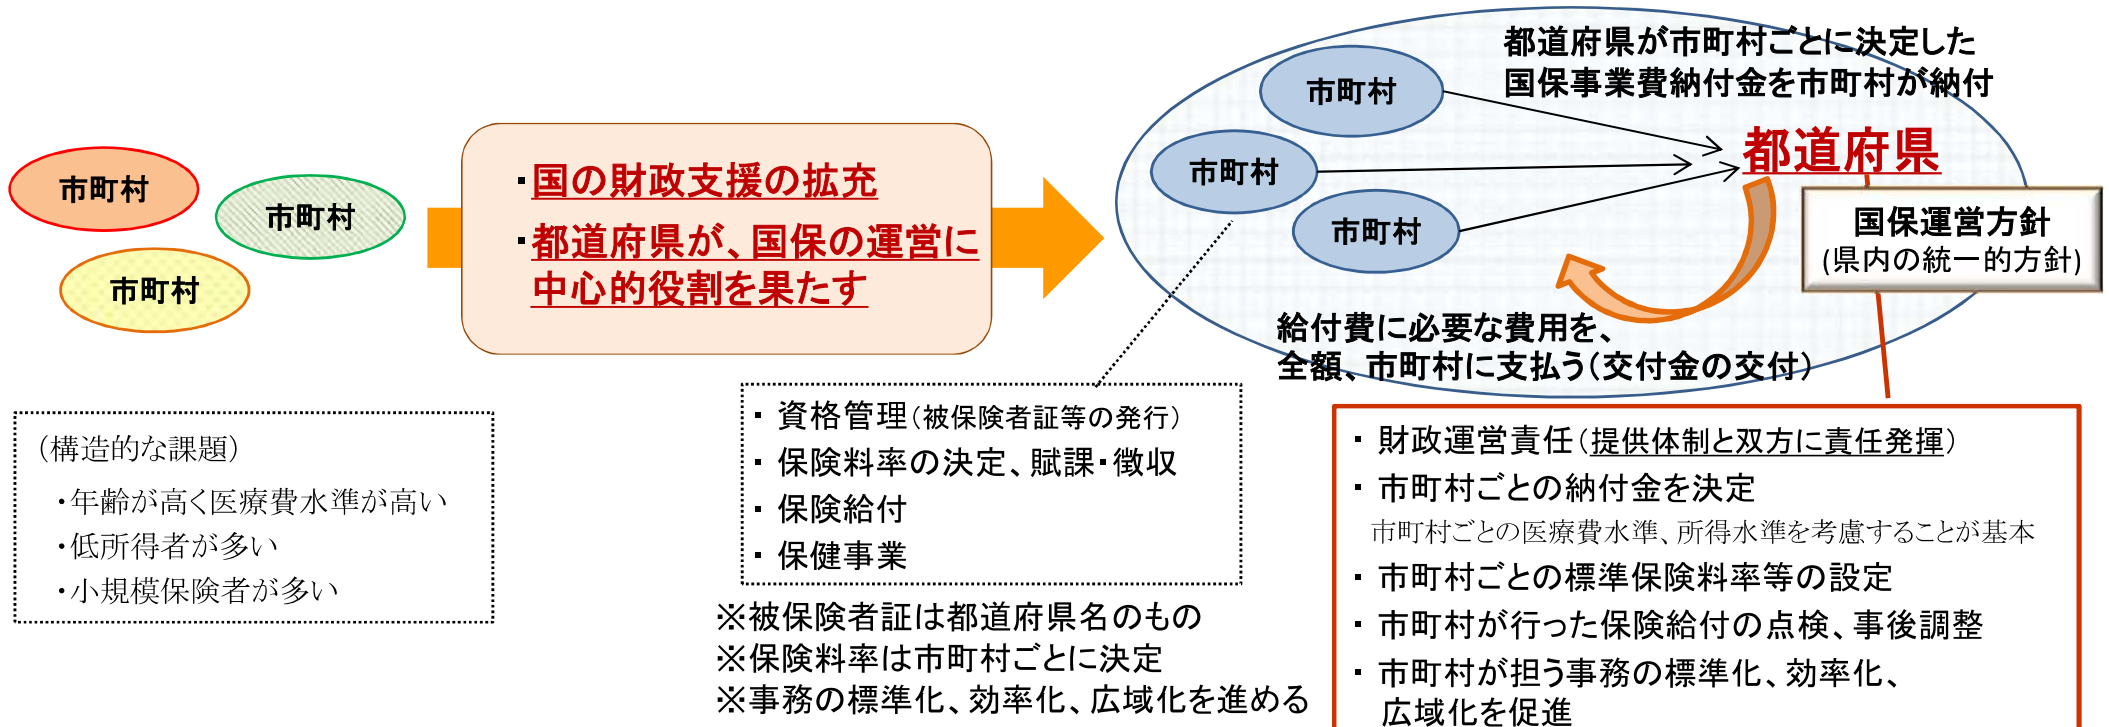 市町村
市町村
市町村
(構造的な課題)
・年齢が高く医療費水準が高い
・低所得者が多い
・小規模保険者が多い
・国の財政支援の拡充
・都道府県が、国保の運営に
中心的役割を果たす
都道府県が市町村ごとに決定した
国保事業費納付金を市町村が納付
市町村
市町村
市町村
都道府県
国保運営方針
(県内の統一的方針)
給付費に必要な費用を、
全額、市町村に支払う(交付金の交付)
・ 資格管理(被保険者証等の発行)
・ 保険料率の決定、賦課・徴収
・ 保険給付
・ 保健事業
※被保険者証は都道府県名のもの
※保険料率は市町村ごとに決定
※事務の標準化、効率化、広域化を進める
・ 財政運営責任(提供体制と双方に責任発揮)
・ 市町村ごとの納付金を決定
市町村ごとの医療費水準、所得水準を考慮することが基本
・ 市町村ごとの標準保険料率等の設定
・ 市町村が行った保険給付の点検、事後調整
・ 市町村が担う事務の標準化、効率化、
広域化を促進